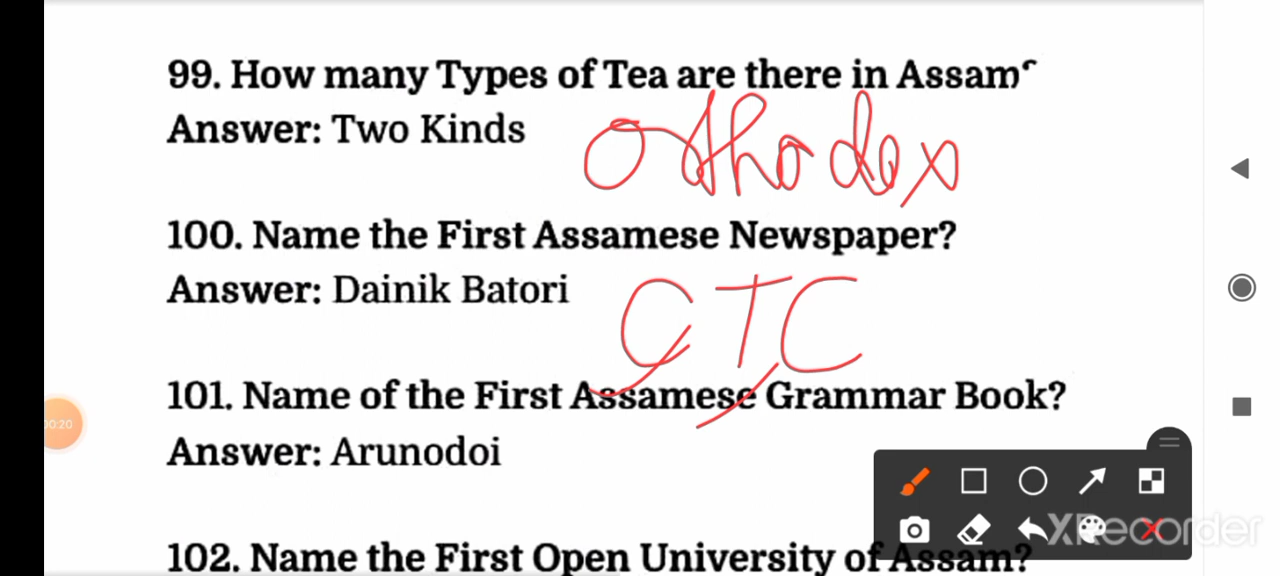 99. How many Types of Tea are there in Assam
Answer: Two Kinds
Orthodox
100. Name the First Assamese Newspaper?
Answer: Dainik Batori
CTC
101. Name of the First Assamese Grammar Book?
00:20
Answer: Arunodoi
XRecorder
102. Name the First Open University of Assam?